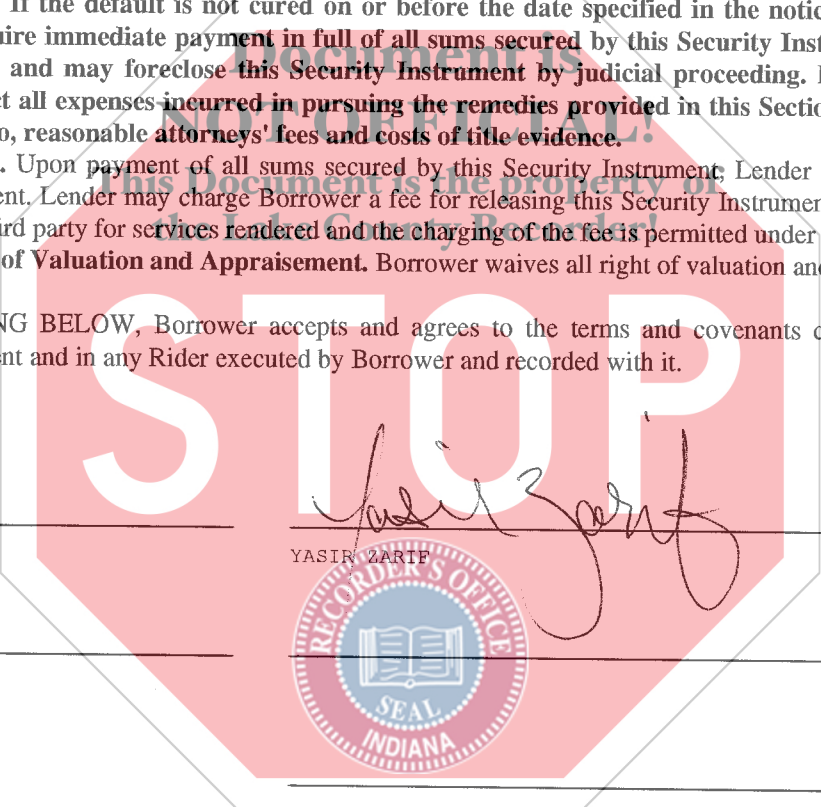 If the default is not cured on or before the date specified in the notic
uire immediate payment in full of all sums secured by this Security Inst
and may foreclose this Security Instrument by judicial proceeding.
t all expenses incurred in pursuing the remedies provided in this Sectio
o, reasonable attorneys' fees and costs of title evidence.
. Upon payment of all sums secured by this Security Instrument, Lender
ent. Lender may charge Borrower a fee for releasing this Security Instrumen
ird party for services rendered and the charging of the fee is permitted under
of Valuation and Appraisement. Borrower waives all right of valuation and
NG BELOW, Borrower accepts and agrees to the terms and covenants c
nt and in any Rider executed by Borrower and recorded with it.
Document is
NOT OFFICIAL!
This Document is the property of
the Lake County Recorder!
STOP
Yasir Zarif
YASIR ZARIF
RECORDER'S OFFICE
SEAL
INDIANA